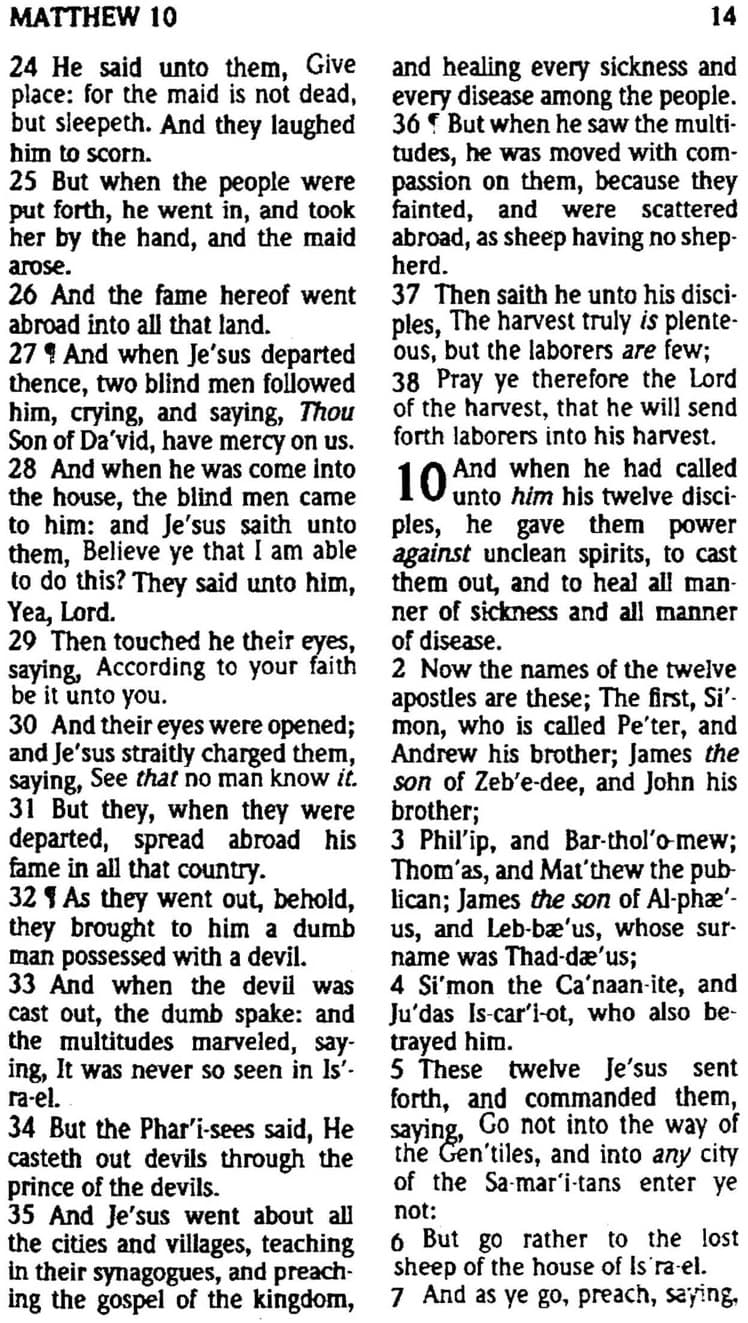 MATTHEW 10
14
24 He said unto them, Give
place: for the maid is not dead,
but sleepeth. And they laughed
him to scorn.
25 But when the people were
put forth, he went in, and took
her by the hand, and the maid
arose.
26 And the fame hereof went
abroad into all that land.
27 ¶ And when Je'sus departed
thence, two blind men followed
him, crying, and saying, Thou
Son of Da'vid, have mercy on us.
28 And when he was come into
the house, the blind men came
to him: and Je'sus saith unto
them, Believe ye that I am able
to do this? They said unto him,
Yea, Lord.
29 Then touched he their eyes,
saying, According to your faith
be it unto you.
30 And their eyes were opened;
and Je'sus straitly charged them,
saying, See that no man know it.
31 But they, when they were
departed, spread abroad his
fame in all that country.
32 ¶ As they went out, behold,
they brought to him a dumb
man possessed with a devil.
33 And when the devil was
cast out, the dumb spake: and
the multitudes marveled, say-
ing, It was never so seen in Is'-
ra-el.
34 But the Phar'i-sees said, He
casteth out devils through the
prince of the devils.
35 And Je'sus went about all
the cities and villages, teaching
in their synagogues, and preach-
ing the gospel of the kingdom,
and healing every sickness and
every disease among the people.
36 ¶ But when he saw the multi-
tudes, he was moved with com-
passion on them, because they
fainted, and were scattered
abroad, as sheep having no shep-
herd.
37 Then saith he unto his disci-
ples, The harvest truly is plente-
ous, but the laborers are few;
38 Pray ye therefore the Lord
of the harvest, that he will send
forth laborers into his harvest.
10 And when he had called
unto him his twelve disci-
ples, he gave them power
against unclean spirits, to cast
them out, and to heal all man-
ner of sickness and all manner
of disease.
2 Now the names of the twelve
apostles are these; The first, Si'-
mon, who is called Pe'ter, and
Andrew his brother; James the
son of Zeb'e-dee, and John his
brother;
3 Phil'ip, and Bar-thol'o-mew;
Thom'as, and Mat'thew the pub-
lican; James the son of Al-phæ'-
us, and Leb-bæ'us, whose sur-
name was Thad-dæ'us;
4 Si'mon the Ca'naan-ite, and
Ju'das Is-car'i-ot, who also be-
trayed him.
5 These twelve Je'sus sent
forth, and commanded them,
saying, Go not into the way of
the Gen'tiles, and into any city
of the Sa-mar'i-tans enter ye
not:
6 But go rather to the lost
sheep of the house of Is'ra-el.
7 And as ye go, preach, saying,